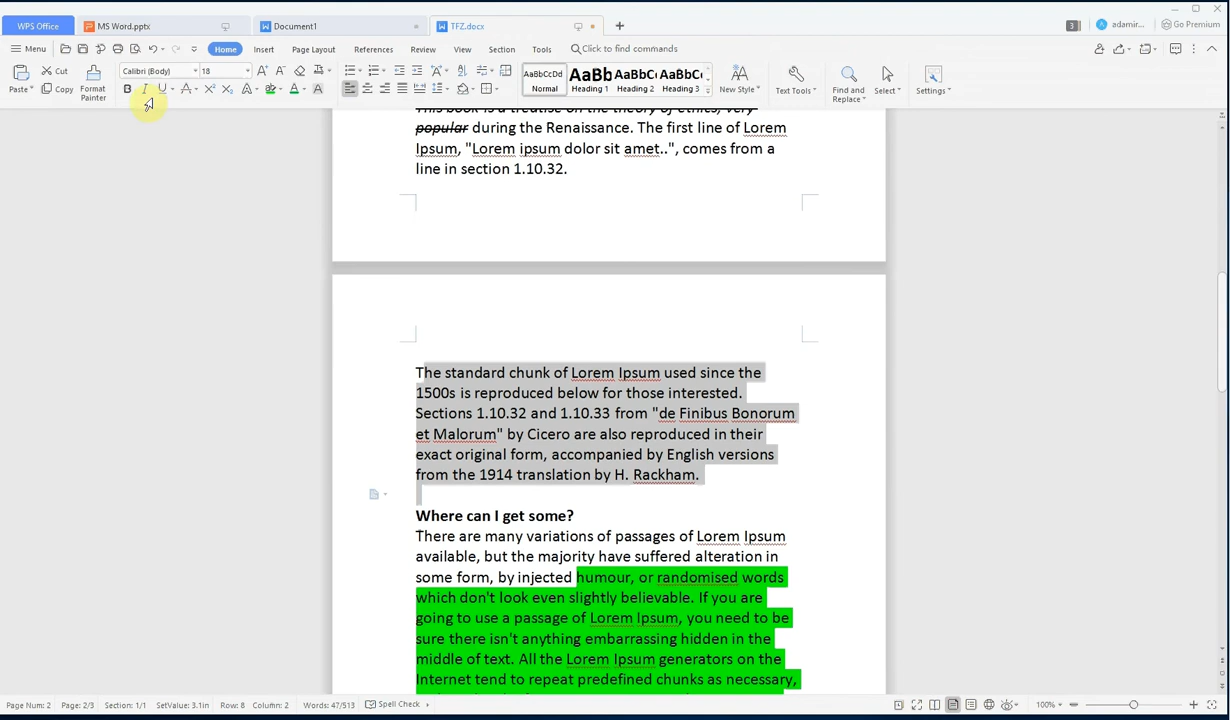 WPS Office MS Word.pptx Document1 TFZ.docx 3 adamir... Go Premium
Menu Home Insert Page Layout References Review View Section Tools Click to find commands
Paste Cut Copy Format Painter Calibri (Body) 18 AaBbCcDd Normal AaBb Heading 1 AaBbC Heading 2 AaBbC Heading 3 New Style Text Tools Find and Replace Select Settings
This book is a treatise on the theory of ethics, very
popular during the Renaissance. The first line of Lorem
Ipsum, "Lorem ipsum dolor sit amet..", comes from a
line in section 1.10.32.
The standard chunk of Lorem Ipsum used since the
1500s is reproduced below for those interested.
Sections 1.10.32 and 1.10.33 from "de Finibus Bonorum
et Malorum" by Cicero are also reproduced in their
exact original form, accompanied by English versions
from the 1914 translation by H. Rackham.
Where can I get some?
There are many variations of passages of Lorem Ipsum
available, but the majority have suffered alteration in
some form, by injected humour, or randomised words
which don't look even slightly believable. If you are
going to use a passage of Lorem Ipsum, you need to be
sure there isn't anything embarrassing hidden in the
middle of text. All the Lorem Ipsum generators on the
Internet tend to repeat predefined chunks as necessary,
Page Num: 2 Page: 2/3 Section: 1/1 SetValue: 3.1in Row: 8 Column: 2 Words: 47/513 Spell Check 100%